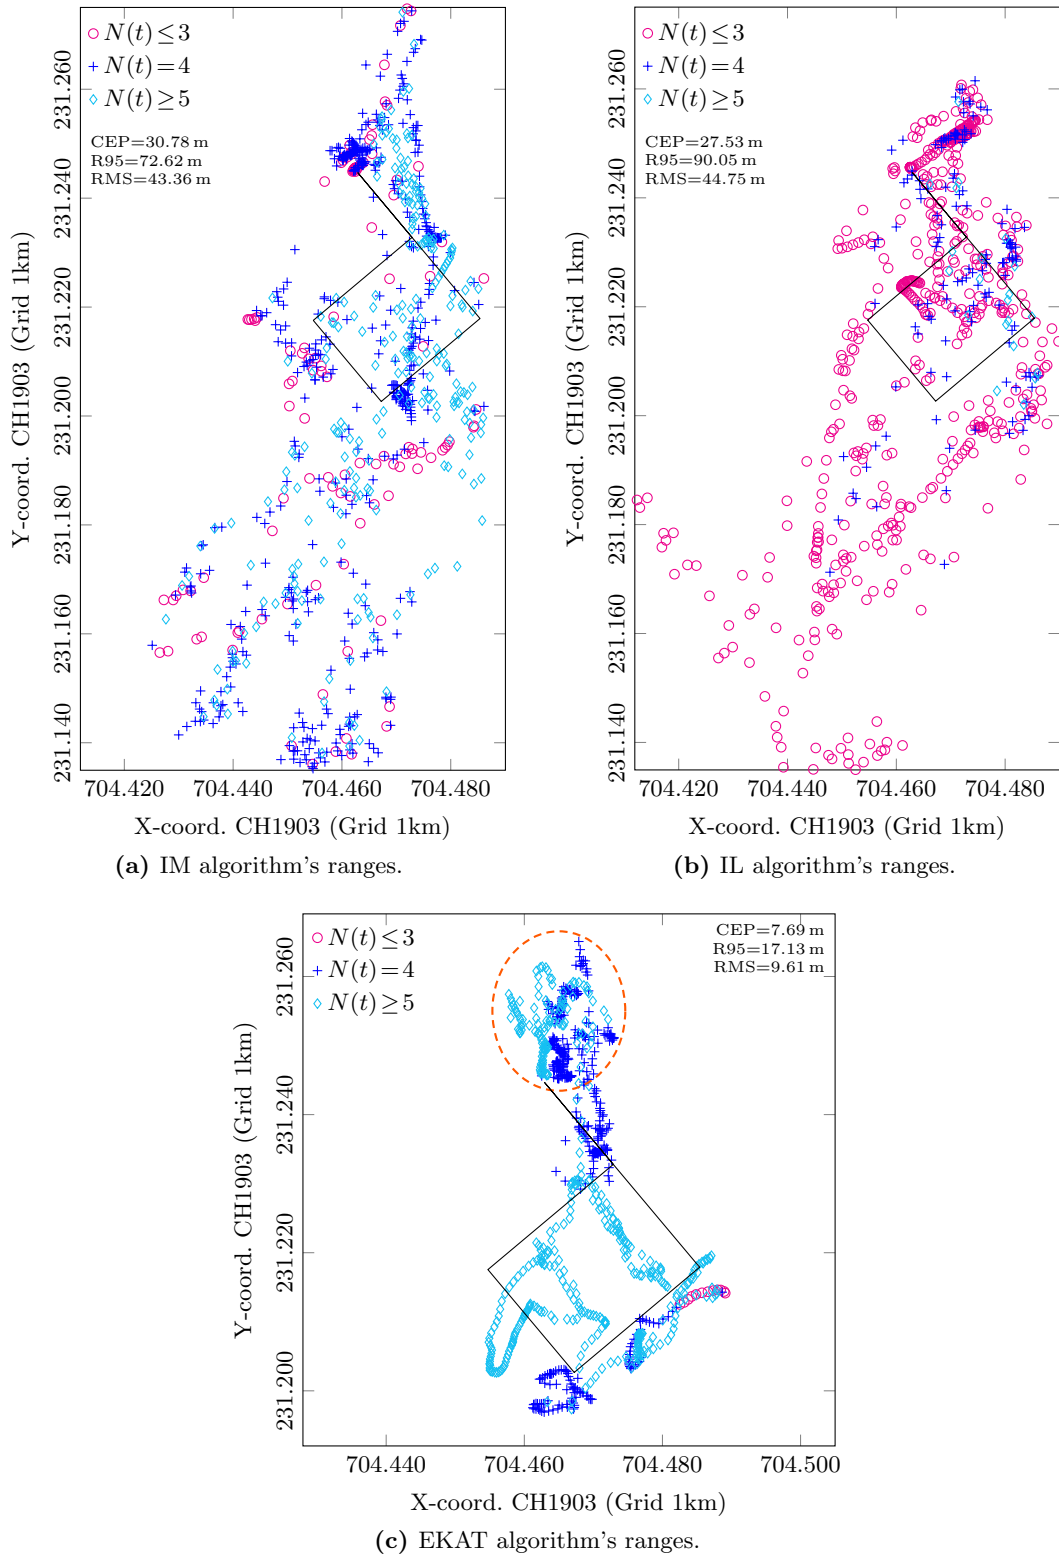 N(t) ≤ 3
N(t) = 4
N(t) ≥ 5
CEP=30.78 m
R95=72.62 m
RMS=43.36 m
231.260
231.240
231.220
231.200
231.180
231.160
231.140
Y-coord. CH1903 (Grid 1km)
704.420 704.440 704.460 704.480
X-coord. CH1903 (Grid 1km)
(a) IM algorithm's ranges.
N(t) ≤ 3
N(t) = 4
N(t) ≥ 5
CEP=27.53 m
R95=90.05 m
RMS=44.75 m
231.260
231.240
231.220
231.200
231.180
231.160
231.140
Y-coord. CH1903 (Grid 1km)
704.420 704.440 704.460 704.480
X-coord. CH1903 (Grid 1km)
(b) IL algorithm's ranges.
N(t) ≤ 3
N(t) = 4
N(t) ≥ 5
CEP=7.69 m
R95=17.13 m
RMS=9.61 m
231.260
231.240
231.220
231.200
Y-coord. CH1903 (Grid 1km)
704.440 704.460 704.480 704.500
X-coord. CH1903 (Grid 1km)
(c) EKAT algorithm's ranges.